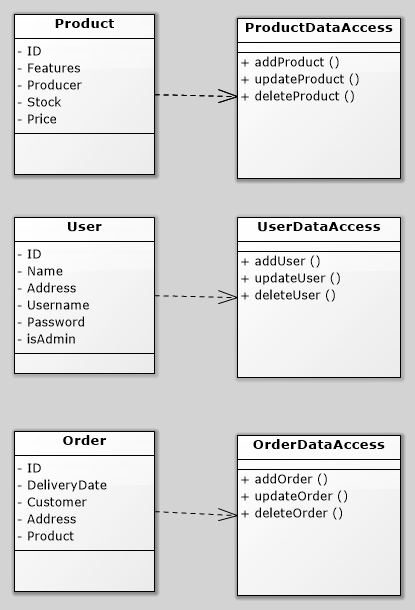 Product
- ID
- Features
- Producer
- Stock
- Price
ProductDataAccess
+ addProduct ()
+ updateProduct ()
+ deleteProduct ()
User
- ID
- Name
- Address
- Username
- Password
- isAdmin
UserDataAccess
+ addUser ()
+ updateUser ()
+ deleteUser ()
Order
- ID
- DeliveryDate
- Customer
- Address
- Product
OrderDataAccess
+ addOrder ()
+ updateOrder ()
+ deleteOrder ()